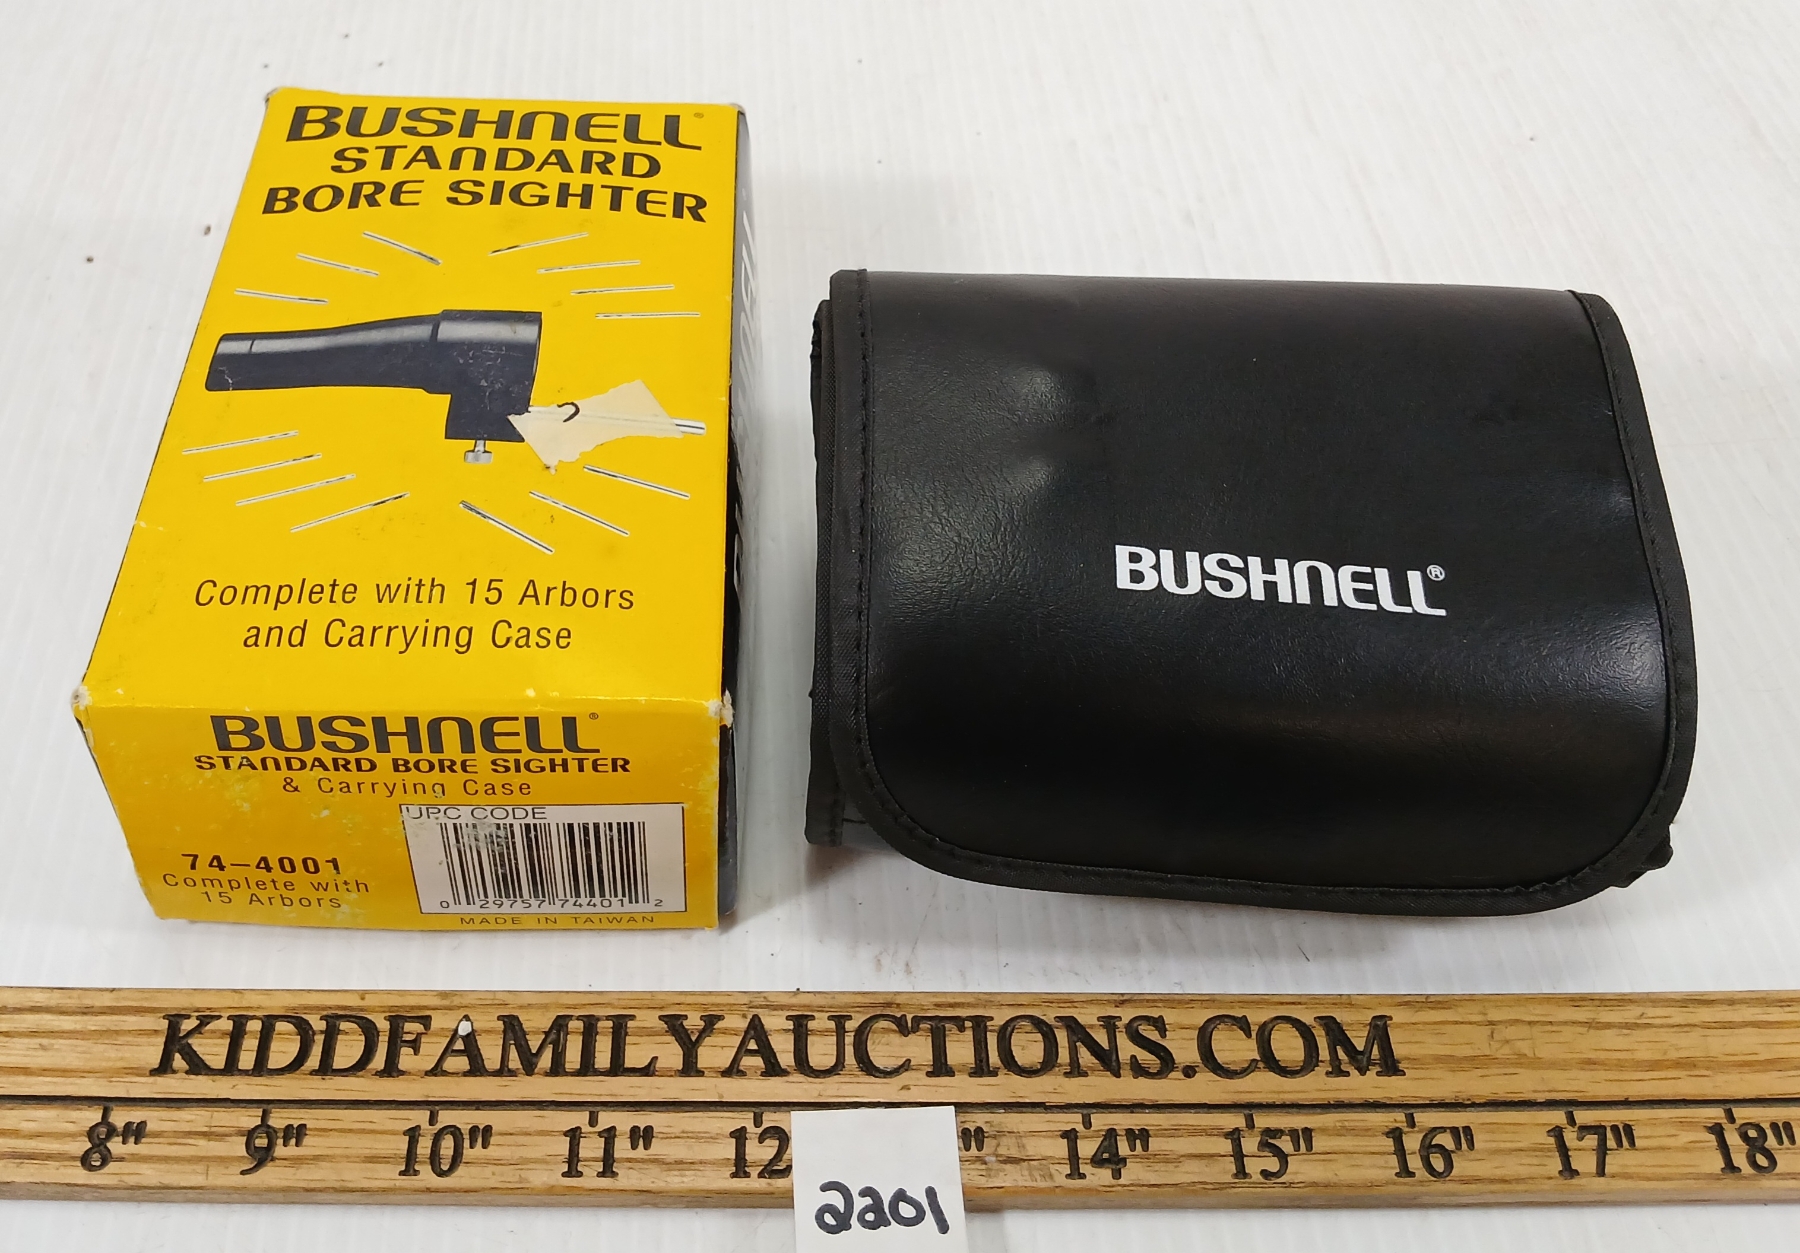 BUSHNELL®
STANDARD
BORE SIGHTER
Complete with 15 Arbors
and Carrying Case
BUSHNELL®
STANDARD BORE SIGHTER
& Carrying Case
UPC CODE
74-4001
Complete with
15 Arbors
0 29757 74401 2
MADE IN TAIWAN
BUSHNELL®
KIDDFAMILYAUCTIONS.COM
8" 9" 10" 11" 12 " 14" 15" 16" 17" 18"
2201